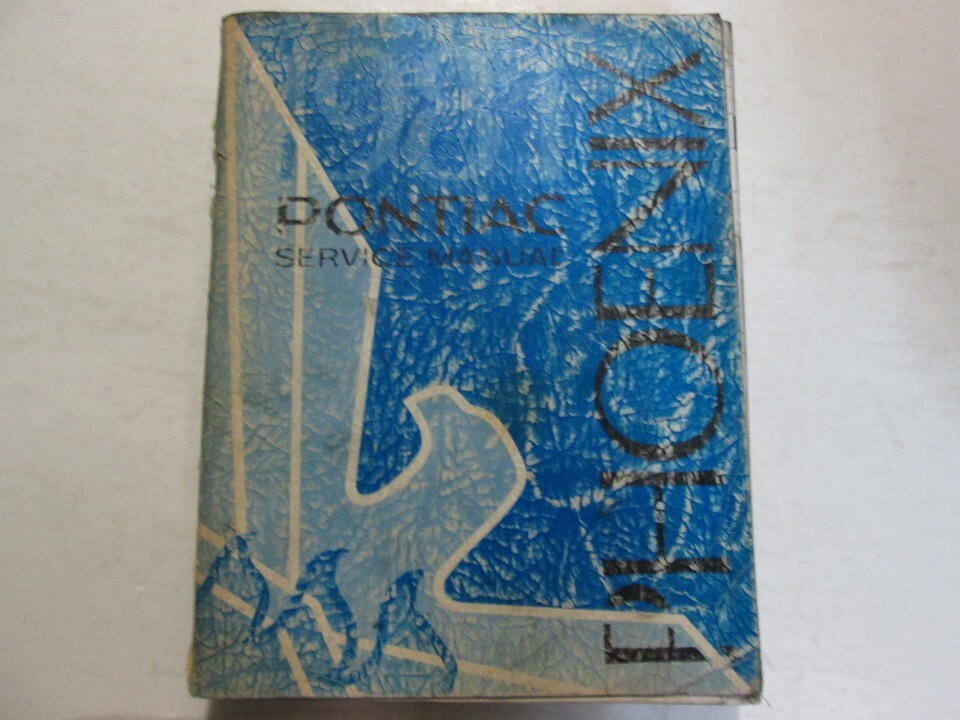 PONTIAC
SERVICE MANUAL
PHOENIX